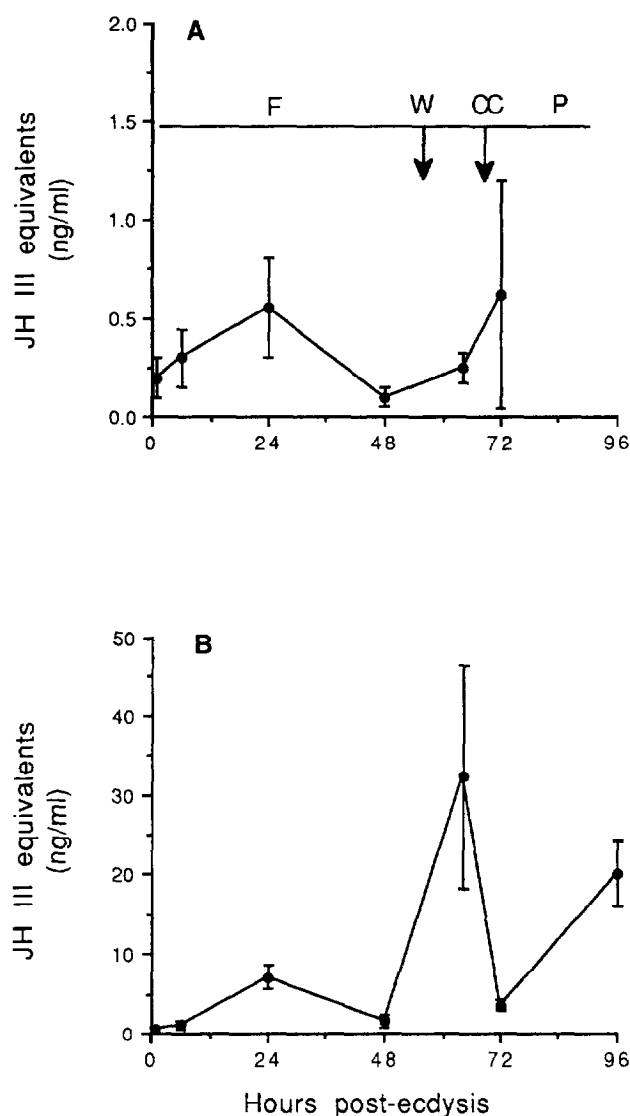 A
2.0
F W CC P
1.5
1.0
0.5
0.0
JH III equivalents
(ng/ml)
0 24 48 72 96
B
50
40
30
20
10
0
JH III equivalents
(ng/ml)
0 24 48 72 96
Hours post-ecdysis